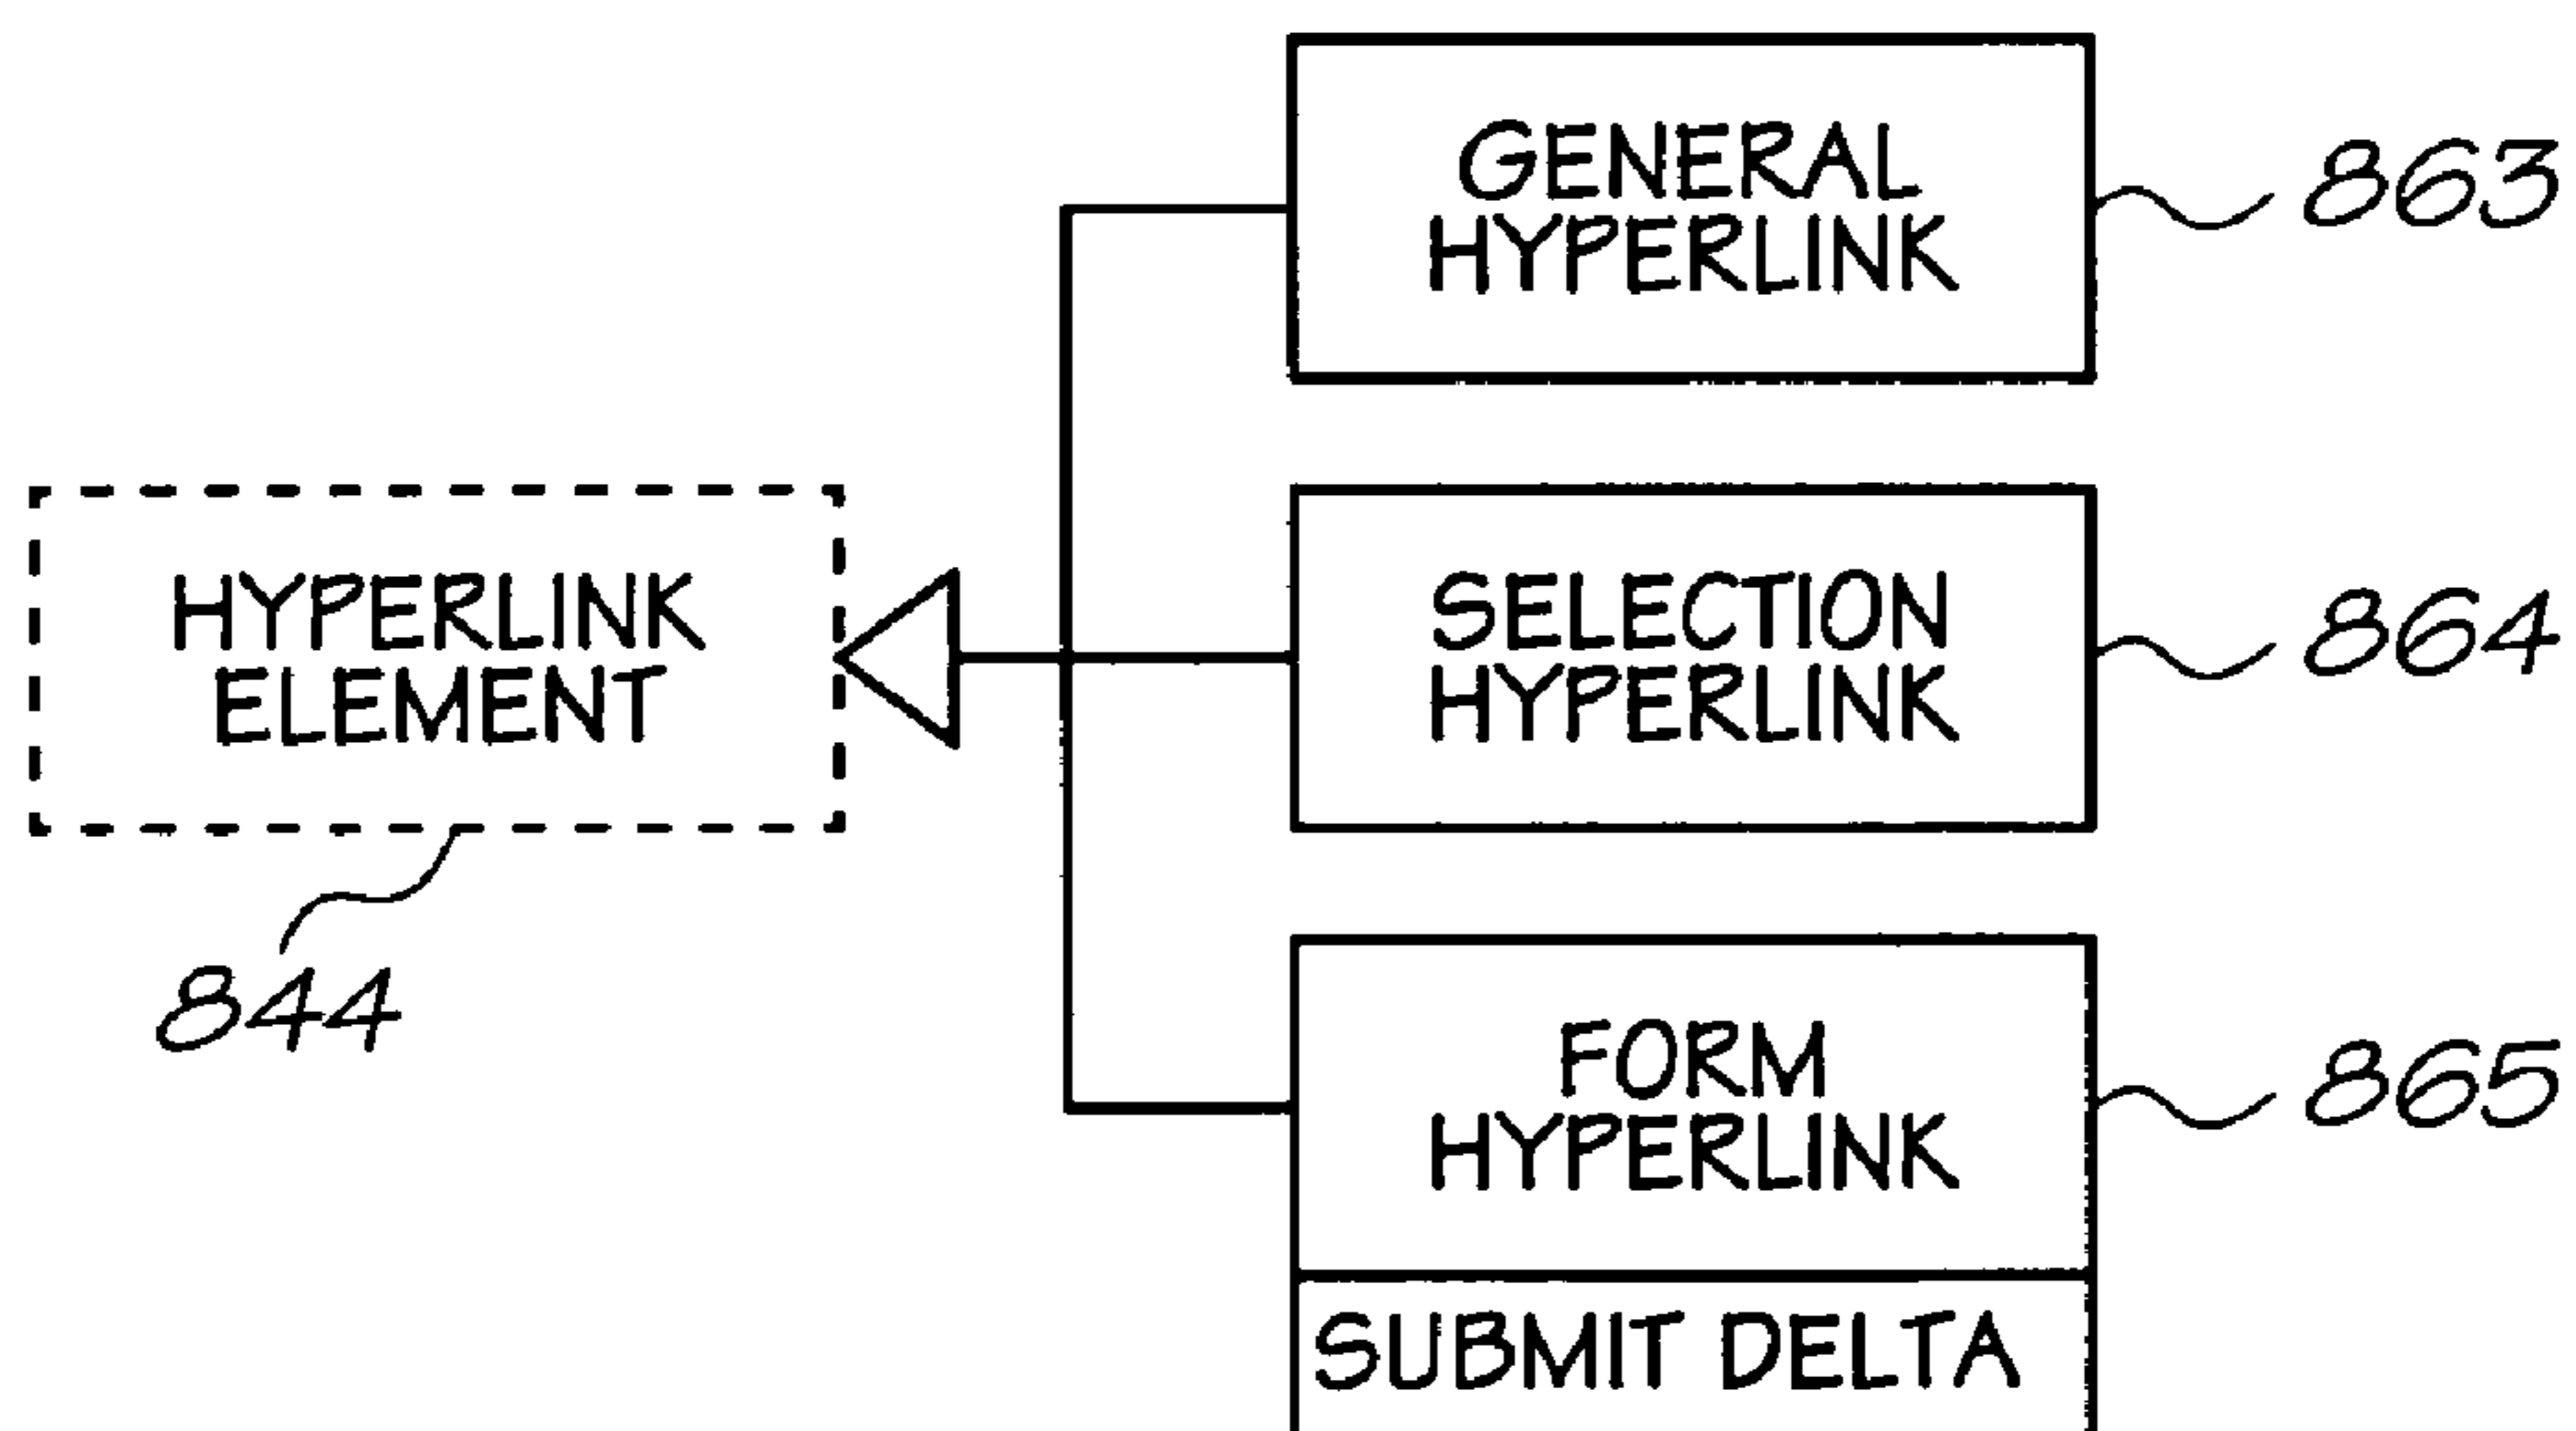 GENERAL
HYPERLINK
863
HYPERLINK
ELEMENT
844
SELECTION
HYPERLINK
864
FORM
HYPERLINK
865
SUBMIT DELTA